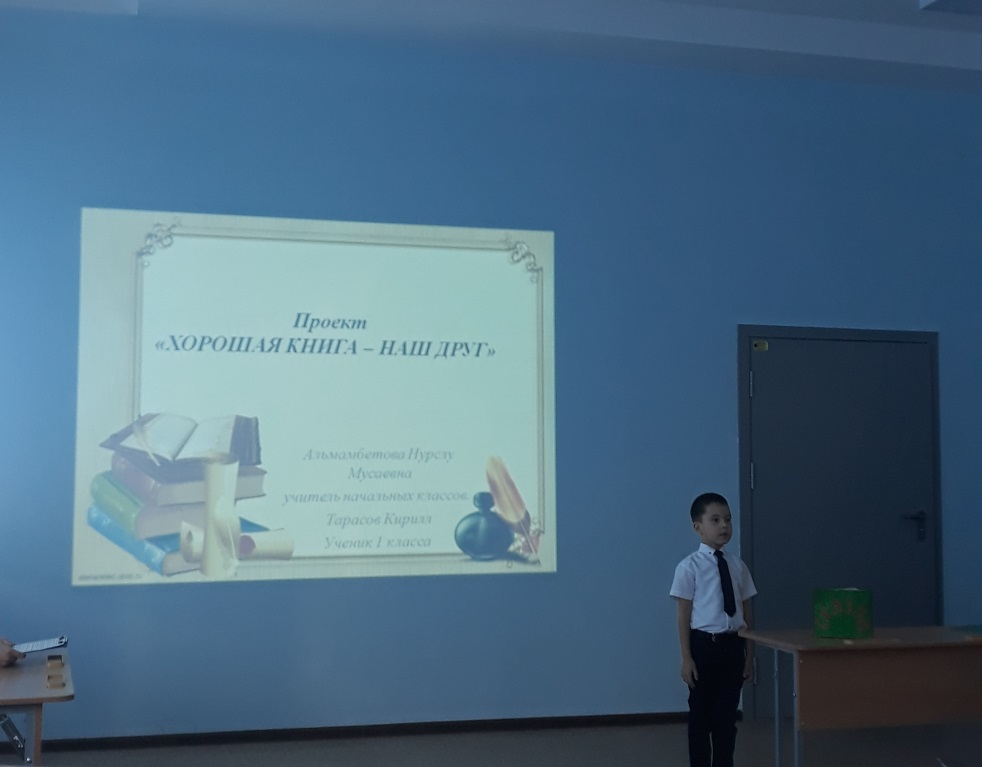 Проект
«ХОРОШАЯ КНИГА – НАШ ДРУГ»
Альмамбетова Нурслу
Мусаевна
учитель начальных классов.
Тарасов Кирилл
Ученик 1 класса